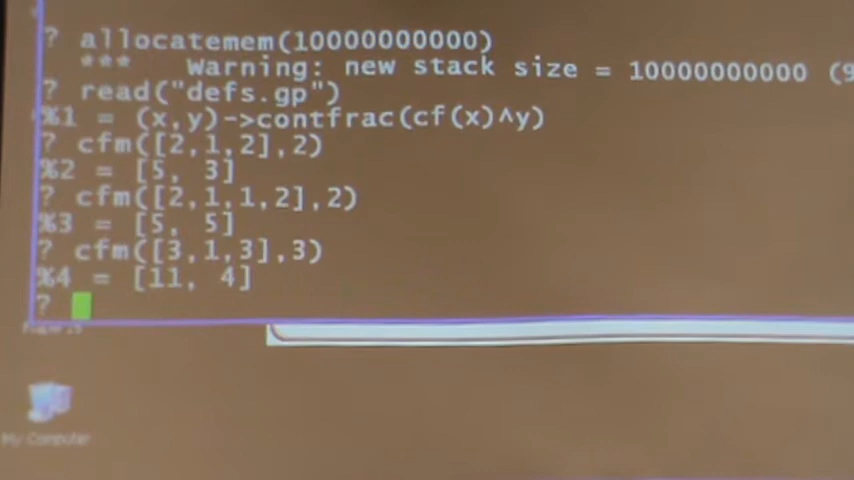 ? allocatemem(10000000000)
*** Warning: new stack size = 10000000000 (9
? read("defs.gp")
%1 = (x,y)->contfrac(cf(x)^y)
? cfm([2,1,2],2)
%2 = [5, 3]
? cfm([2,1,1,2],2)
%3 = [5, 5]
? cfm([3,1,3],3)
%4 = [11, 4]
?
My Computer